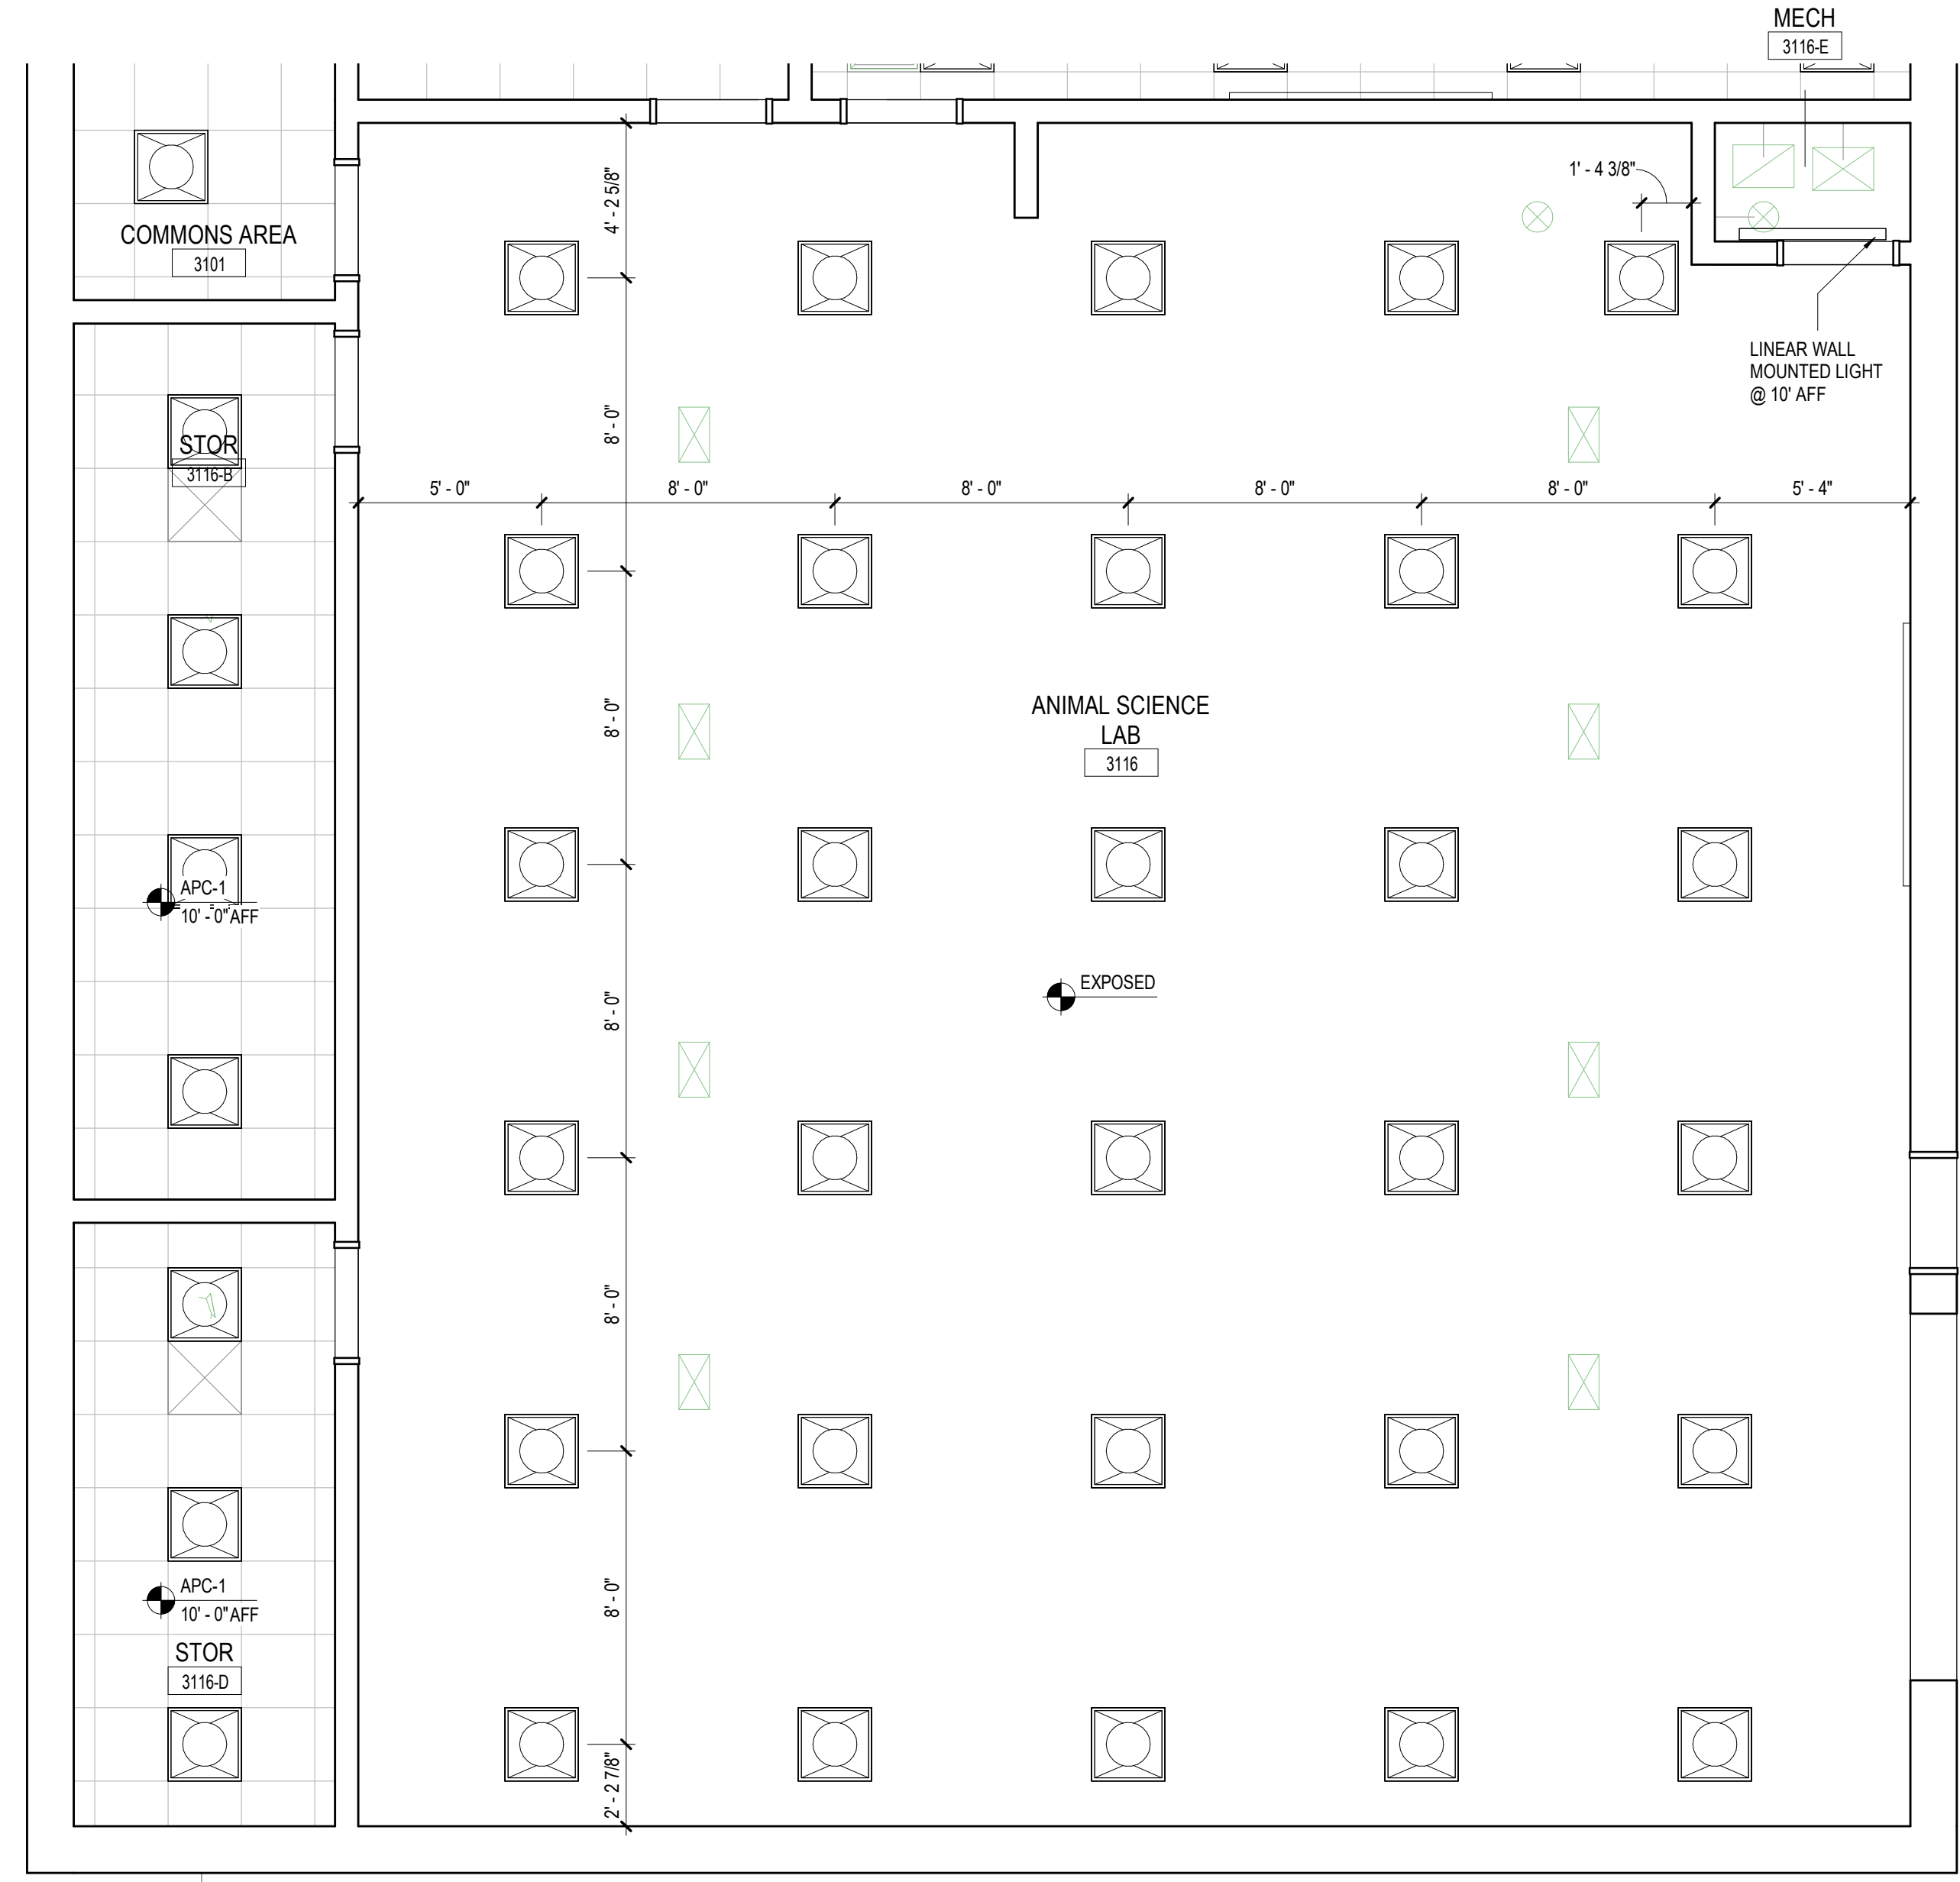 MECH
3116-E
1' - 4 3/8"
4' - 2 5/8"
COMMONS AREA
3101
LINEAR WALL
MOUNTED LIGHT
@ 10' AFF
STOR
3116-B
8' - 0"
5' - 0"
8' - 0"
8' - 0"
8' - 0"
8' - 0"
5' - 4"
8' - 0"
ANIMAL SCIENCE
LAB
3116
APC-1
10' - 0" AFF
EXPOSED
8' - 0"
8' - 0"
8' - 0"
APC-1
10' - 0" AFF
STOR
3116-D
2' - 2 7/8"